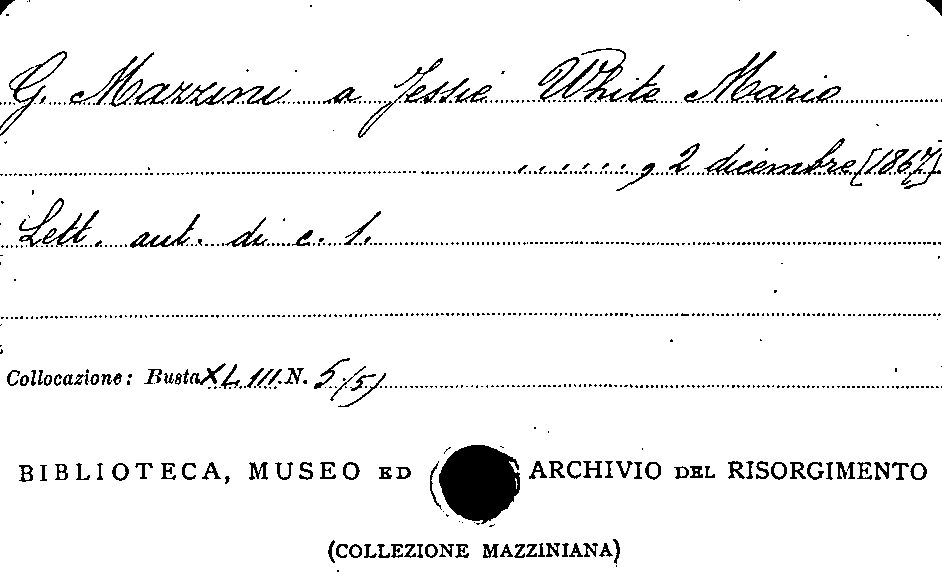 G. Mazzini a Jessie White Mario
......, 2 dicembre [1867]
Lett. aut. di c. 1.
Collocazione: Busta XLIII N. 5(5)
BIBLIOTECA, MUSEO ED ARCHIVIO DEL RISORGIMENTO
(COLLEZIONE MAZZINIANA)